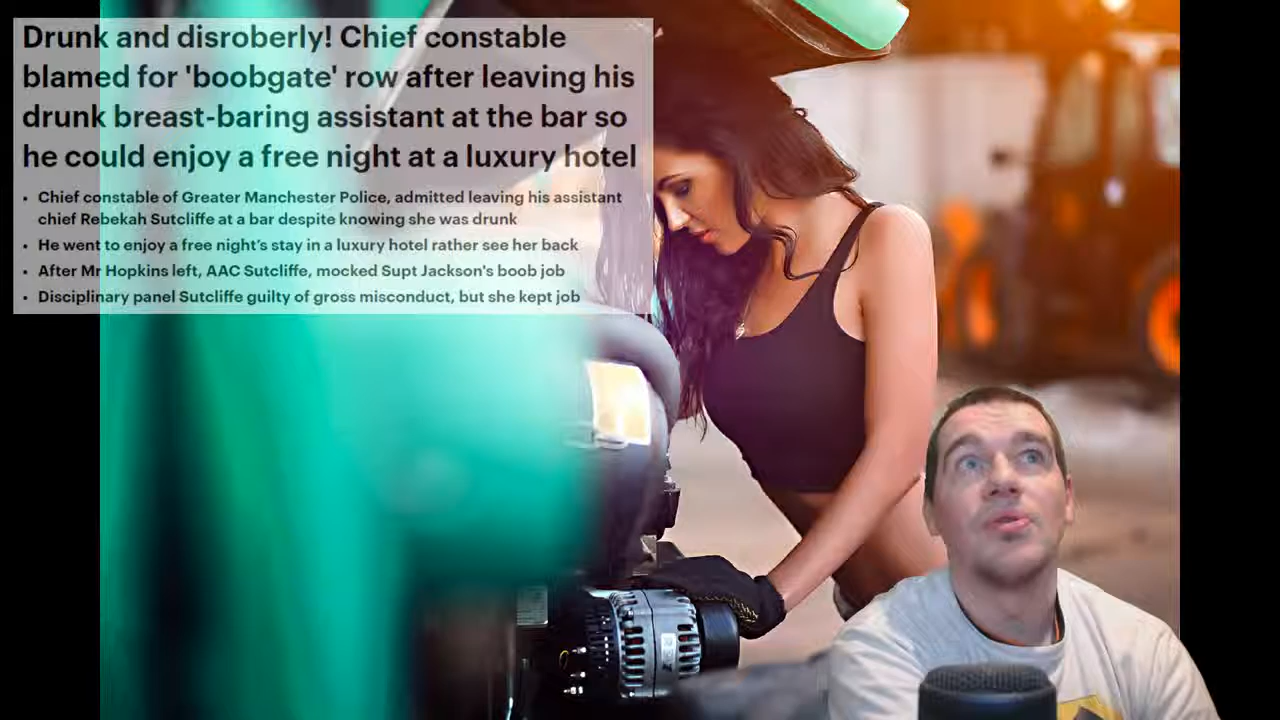 Drunk and disroberly! Chief constable
blamed for 'boobgate' row after leaving his
drunk breast-baring assistant at the bar so
he could enjoy a free night at a luxury hotel
• Chief constable of Greater Manchester Police, admitted leaving his assistant
chief Rebekah Sutcliffe at a bar despite knowing she was drunk
• He went to enjoy a free night's stay in a luxury hotel rather see her back
• After Mr Hopkins left, AAC Sutcliffe, mocked Supt Jackson's boob job
• Disciplinary panel Sutcliffe guilty of gross misconduct, but she kept job